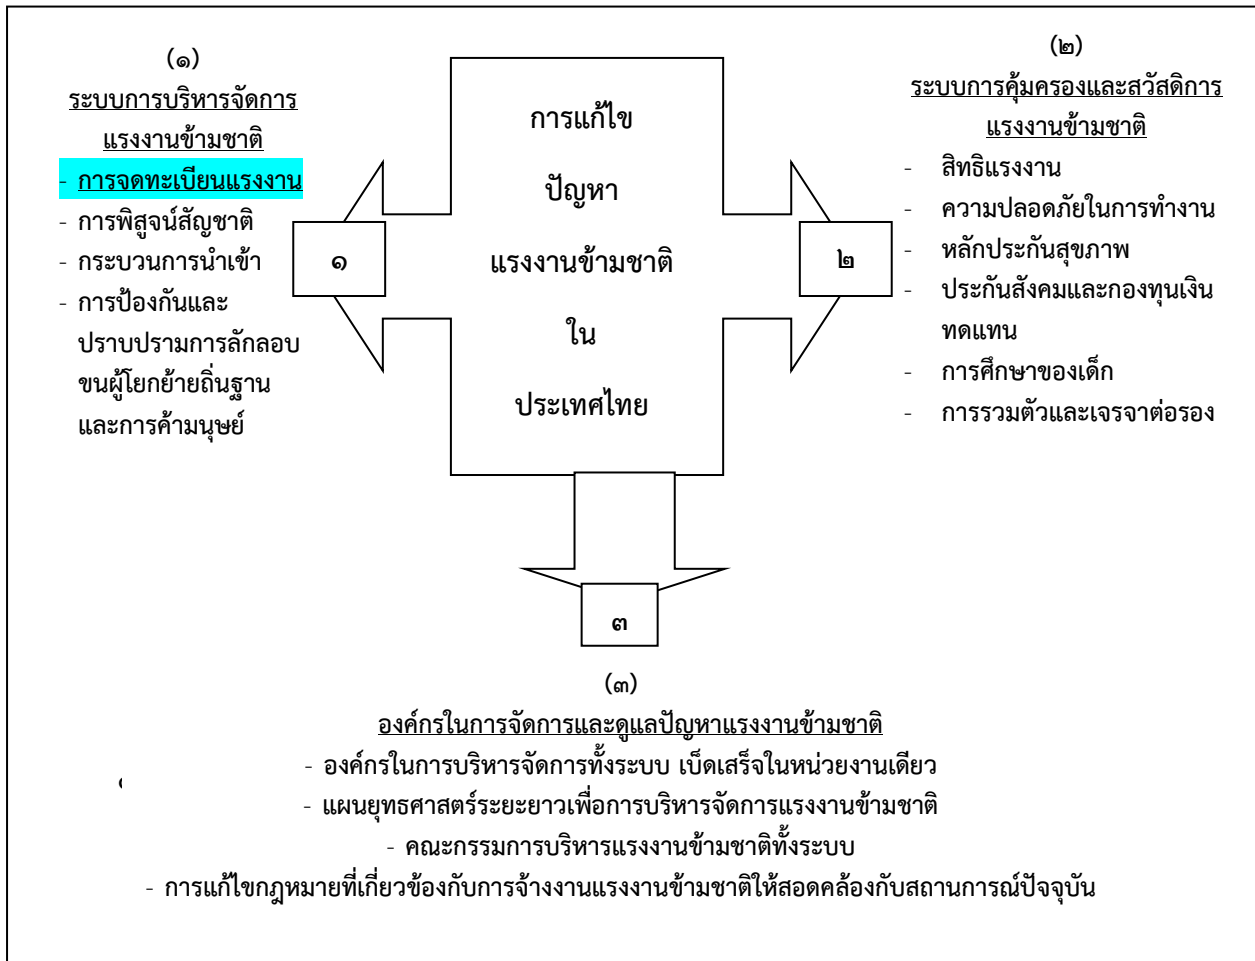 (๑)
ระบบการบริหารจัดการ
แรงงานข้ามชาติ
- การจดทะเบียนแรงงาน
- การพิสูจน์สัญชาติ
- กระบวนการนำเข้า
- การป้องกันและ
ปราบปรามการลักลอบ
ขนผู้โยกย้ายถิ่นฐาน
และการค้ามนุษย์
๑
การแก้ไข
ปัญหา
แรงงานข้ามชาติ
ใน
ประเทศไทย
๒
(๒)
ระบบการคุ้มครองและสวัสดิการ
แรงงานข้ามชาติ
- สิทธิแรงงาน
- ความปลอดภัยในการทำงาน
- หลักประกันสุขภาพ
- ประกันสังคมและกองทุนเงิน
ทดแทน
- การศึกษาของเด็ก
- การรวมตัวและเจรจาต่อรอง
๓
(๓)
องค์กรในการจัดการและดูแลปัญหาแรงงานข้ามชาติ
- องค์กรในการบริหารจัดการทั้งระบบ เบ็ดเสร็จในหน่วยงานเดียว
- แผนยุทธศาสตร์ระยะยาวเพื่อการบริหารจัดการแรงงานข้ามชาติ
- คณะกรรมการบริหารแรงงานข้ามชาติทั้งระบบ
- การแก้ไขกฎหมายที่เกี่ยวข้องกับการจ้างงานแรงงานข้ามชาติให้สอดคล้องกับสถานการณ์ปัจจุบัน